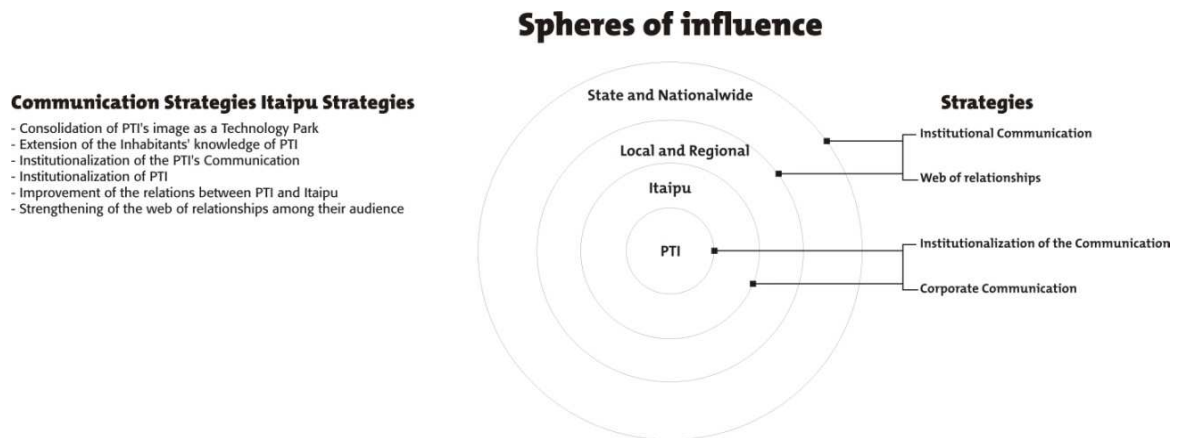 Spheres of influence
Communication Strategies Itaipu Strategies
- Consolidation of PTI's image as a Technology Park
- Extension of the Inhabitants' knowledge of PTI
- Institutionalization of the PTI's Communication
- Institutionalization of PTI
- Improvement of the relations between PTI and Itaipu
- Strengthening of the web of relationships among their audience
State and Nationwide
Local and Regional
Itaipu
PTI
Strategies
Institutional Communication
Web of relationships
Institutionalization of the Communication
Corporate Communication